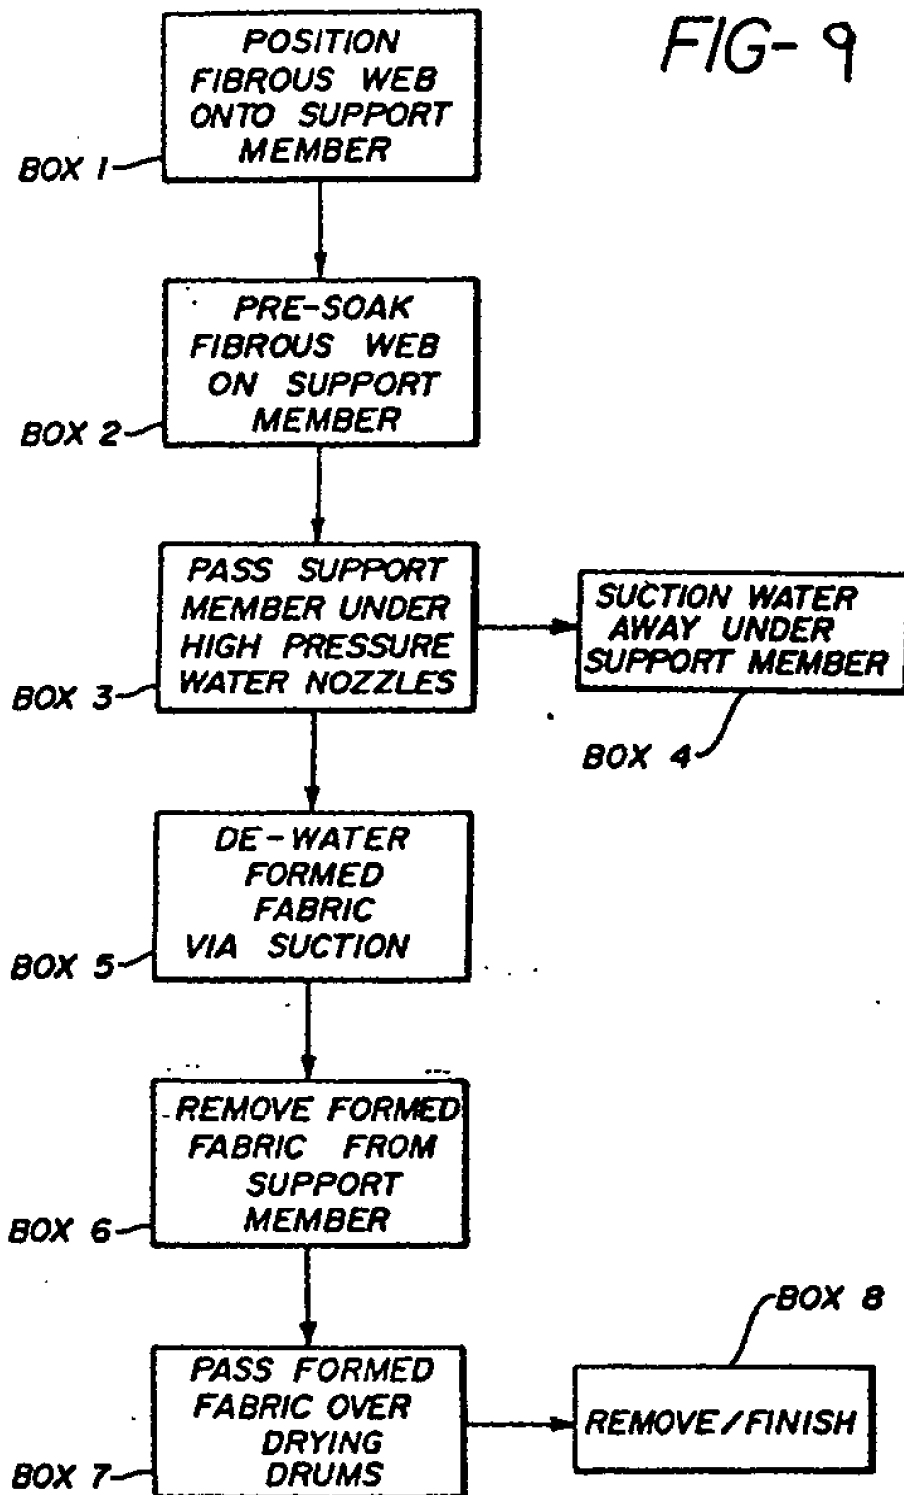 FIG-9
POSITION
FIBROUS WEB
ONTO SUPPORT
MEMBER
BOX 1
PRE-SOAK
FIBROUS WEB
ON SUPPORT
MEMBER
BOX 2
PASS SUPPORT
MEMBER UNDER
HIGH PRESSURE
WATER NOZZLES
BOX 3
SUCTION WATER
AWAY UNDER
SUPPORT MEMBER
BOX 4
DE-WATER
FORMED
FABRIC
VIA SUCTION
BOX 5
REMOVE FORMED
FABRIC FROM
SUPPORT
MEMBER
BOX 6
PASS FORMED
FABRIC OVER
DRYING
DRUMS
BOX 7
BOX 8
REMOVE/FINISH